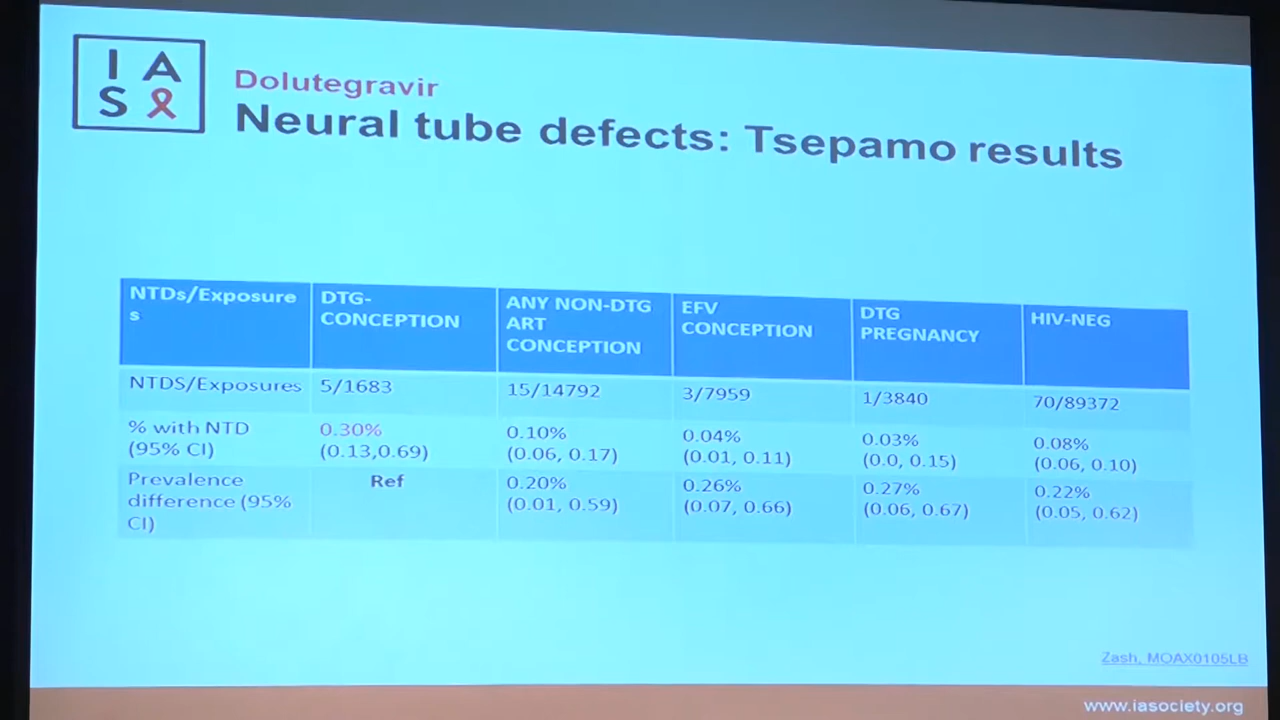 I A
S
Dolutegravir
Neural tube defects: Tsepamo results
NTDs/Exposure
s
DTG-
CONCEPTION
ANY NON-DTG
ART
CONCEPTION
EFV
CONCEPTION
DTG
PREGNANCY
HIV-NEG
NTDS/Exposures
5/1683
15/14792
3/7959
1/3840
70/89372
% with NTD
(95% CI)
0.30%
(0.13,0.69)
0.10%
(0.06, 0.17)
0.04%
(0.01, 0.11)
0.03%
(0.0, 0.15)
0.08%
(0.06, 0.10)
Prevalence
difference (95%
CI)
Ref
0.20%
(0.01, 0.59)
0.26%
(0.07, 0.66)
0.27%
(0.06, 0.67)
0.22%
(0.05, 0.62)
Zash, MOAX0105LB
www.iasociety.org